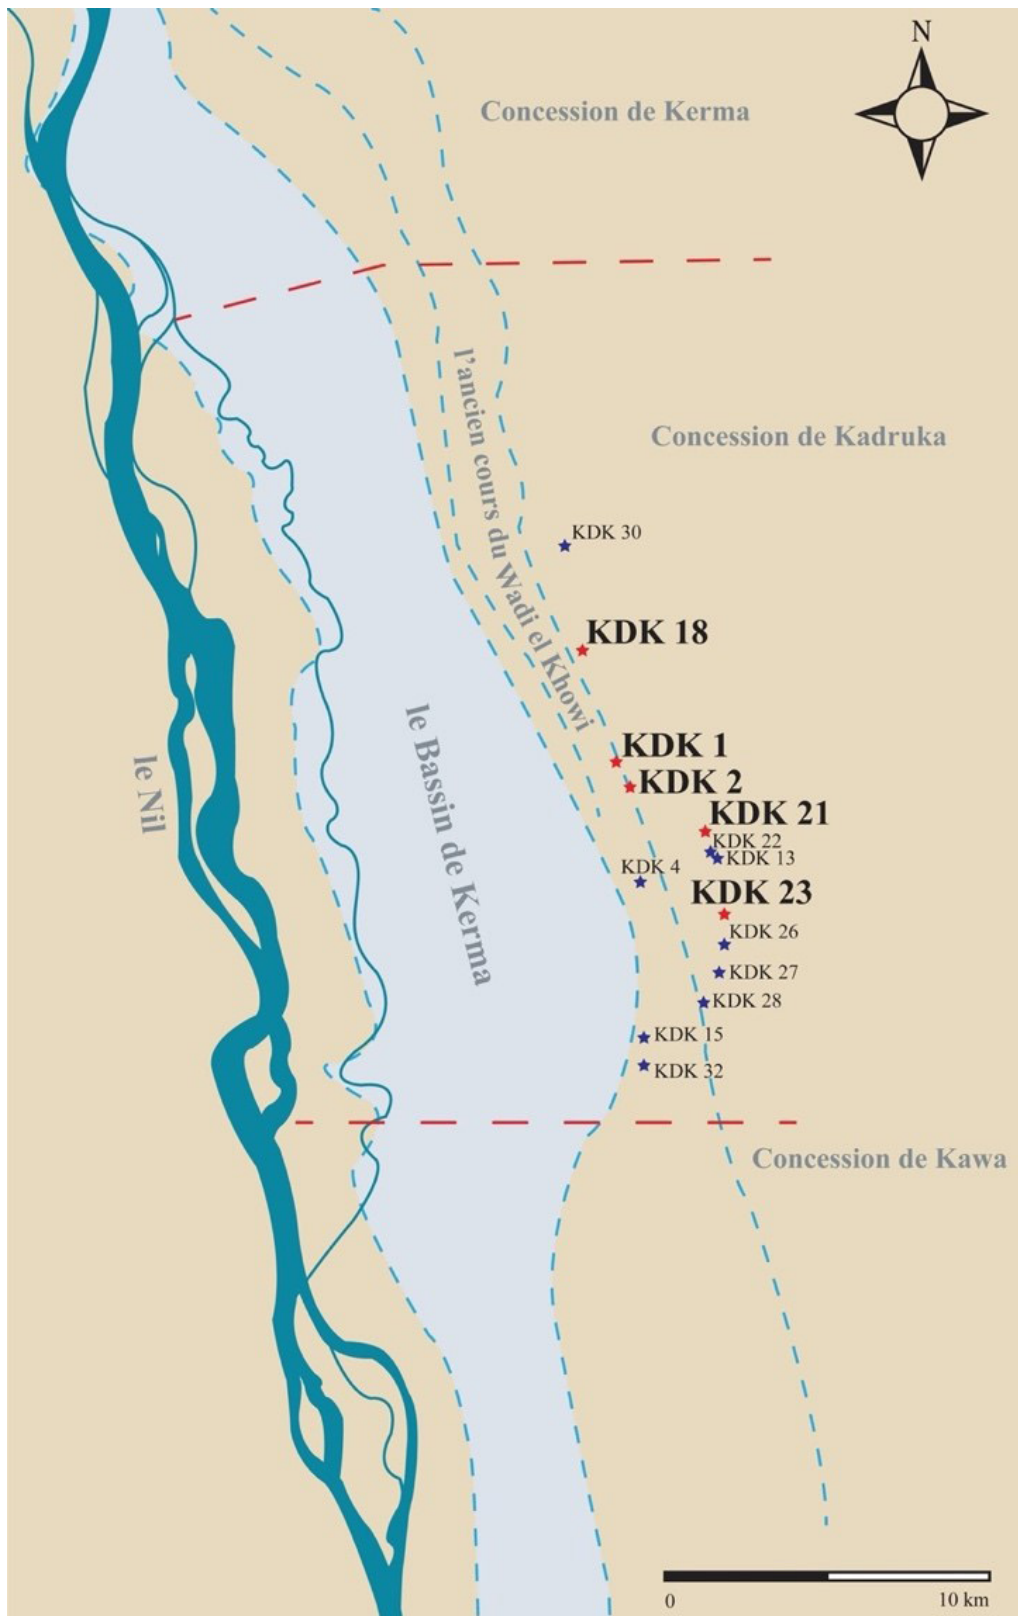 N
Concession de Kerma
l'ancien cours du Wadi el Khowi
Concession de Kadruka
KDK 30
KDK 18
le Bassin de Kerma
le Nil
KDK 1
KDK 2
KDK 21
KDK 22
KDK 13
KDK 4
KDK 23
KDK 26
KDK 27
KDK 28
KDK 15
KDK 32
Concession de Kawa
0 10 km